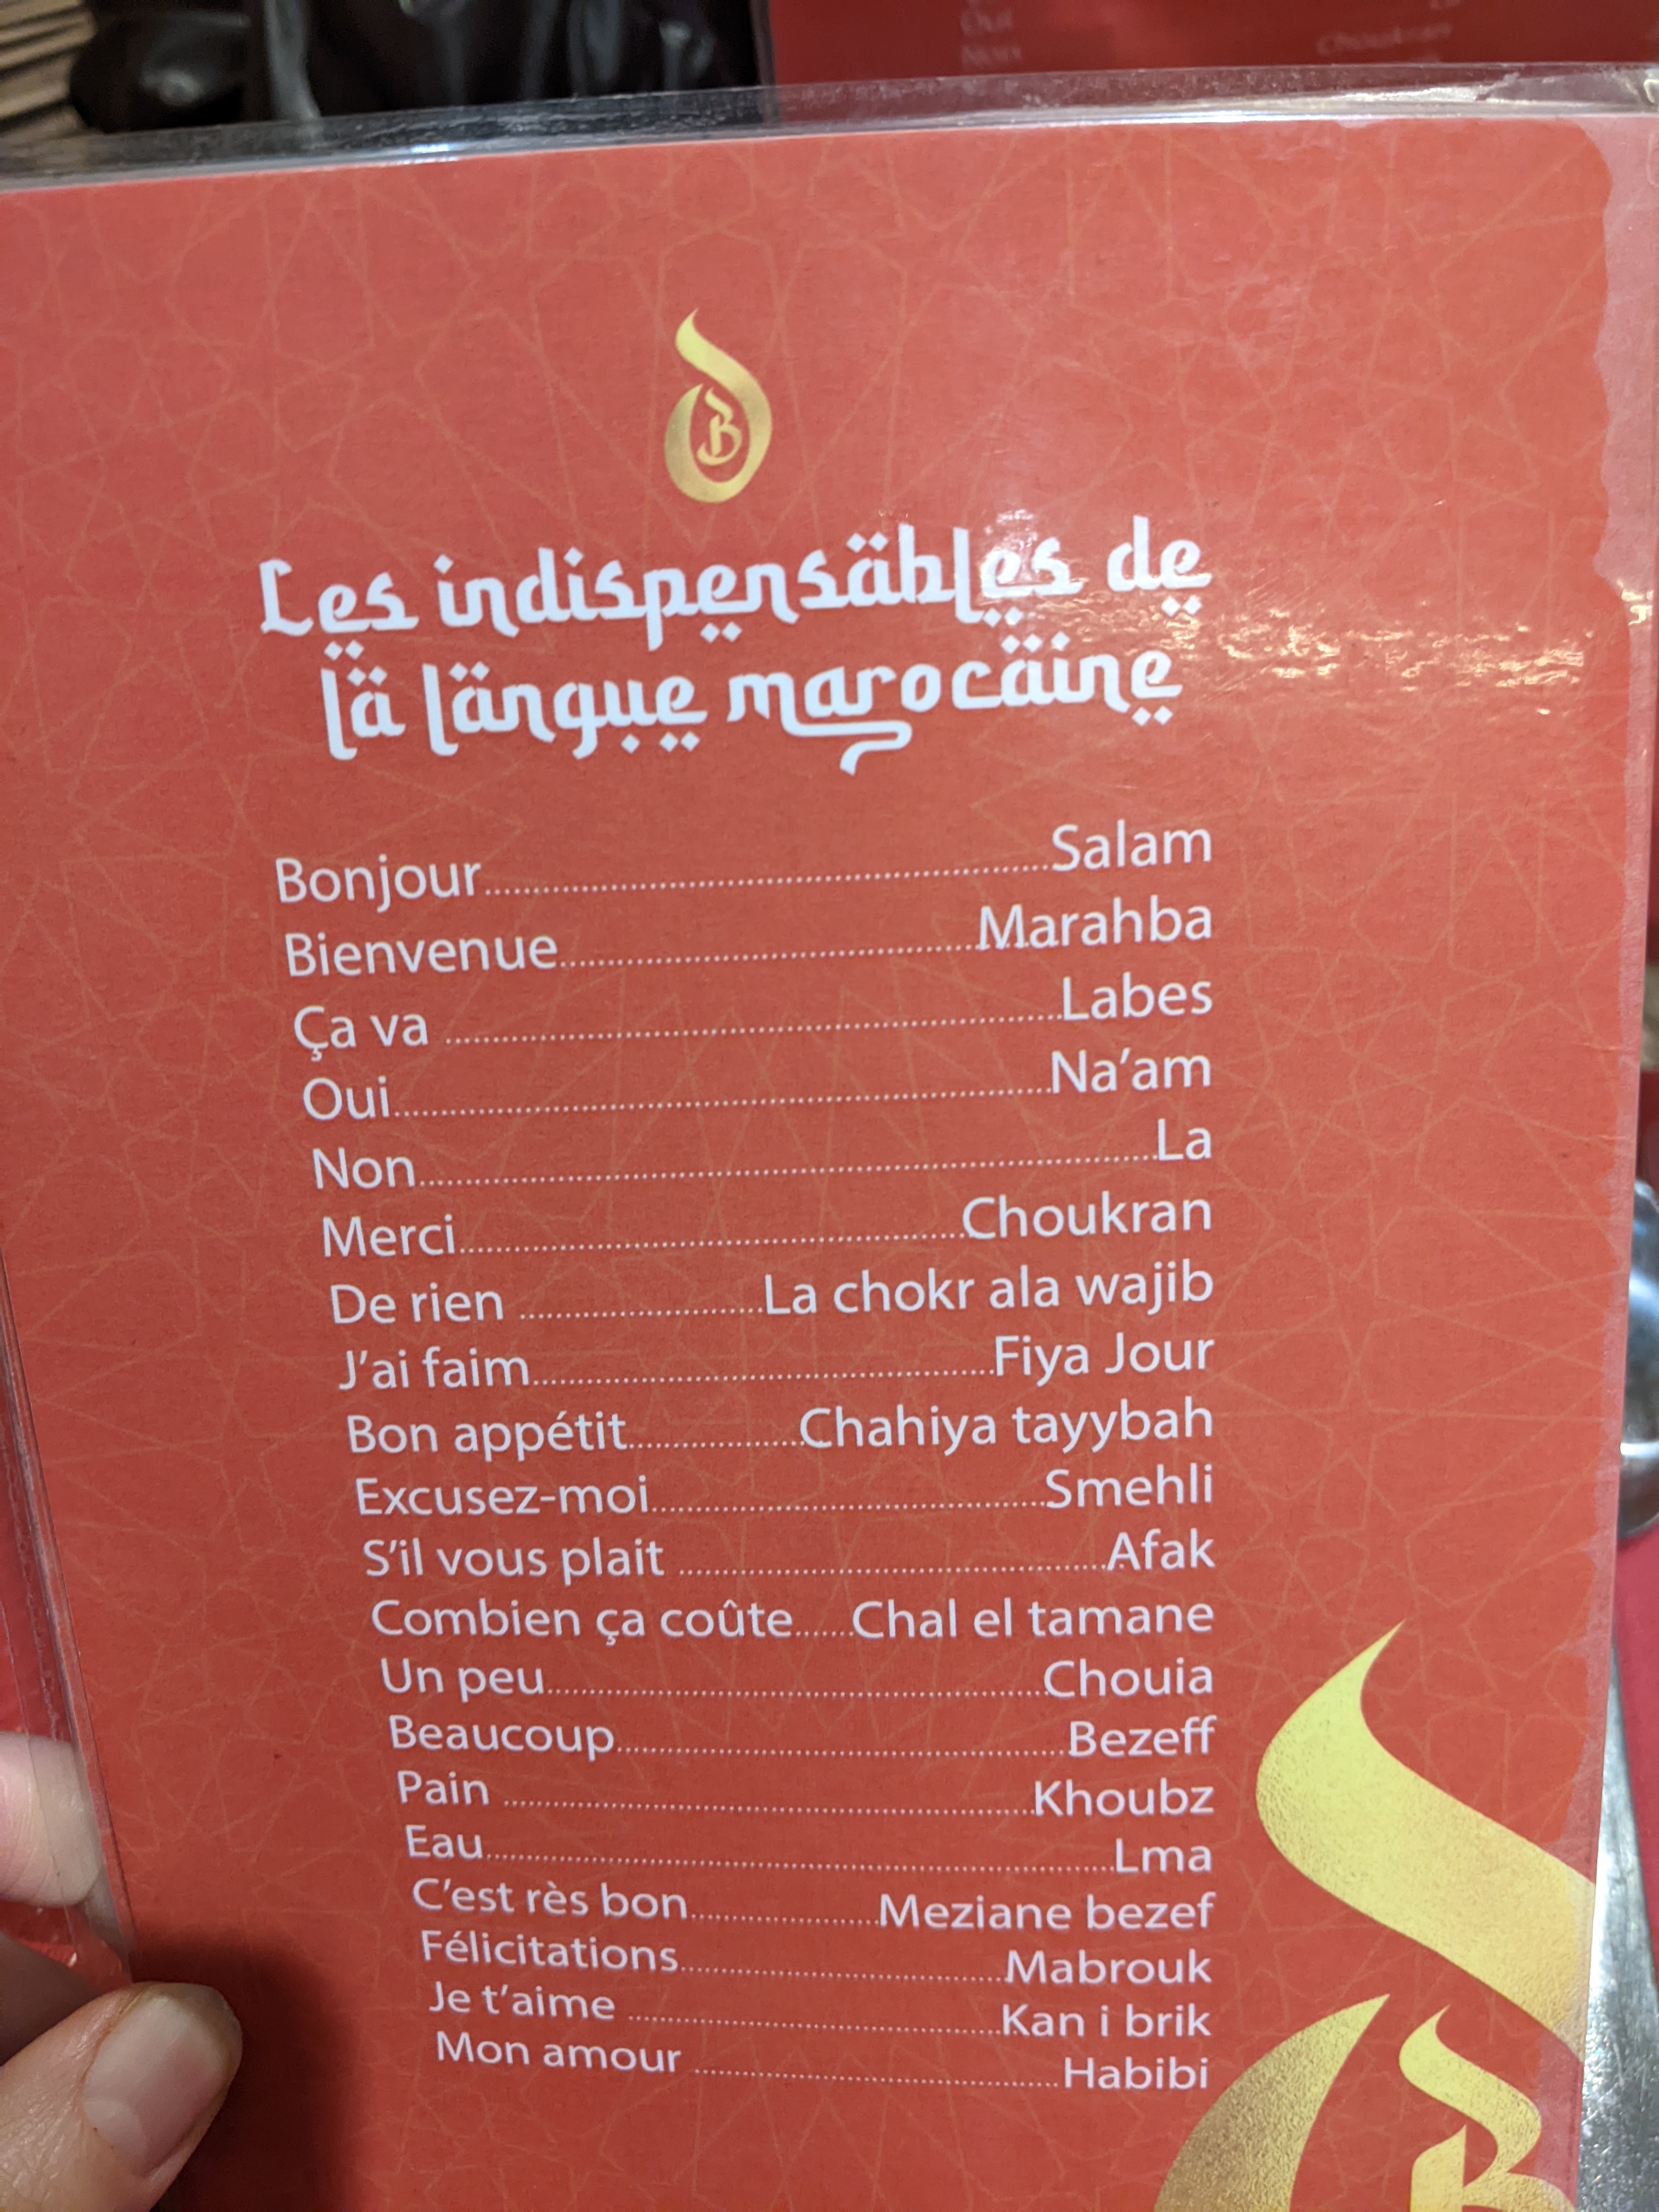 Oui
Non
Choukran
B
Les indispensables de
la langue marocaine
Bonjour..........Salam
Bienvenue..........Marahba
Ça va ..........Labes
Oui..........Na'am
Non..........La
Merci..........Choukran
De rien ..........La chokr ala wajib
J'ai faim..........Fiya Jour
Bon appétit..........Chahiya tayybah
Excusez-moi..........Smehli
S'il vous plait ..........Afak
Combien ça coûte......Chal el tamane
Un peu..........Chouia
Beaucoup..........Bezeff
Pain ..........Khoubz
Eau..........Lma
C'est rès bon..........Meziane bezef
Félicitations..........Mabrouk
Je t'aime ..........Kan i brik
Mon amour ..........Habibi
B